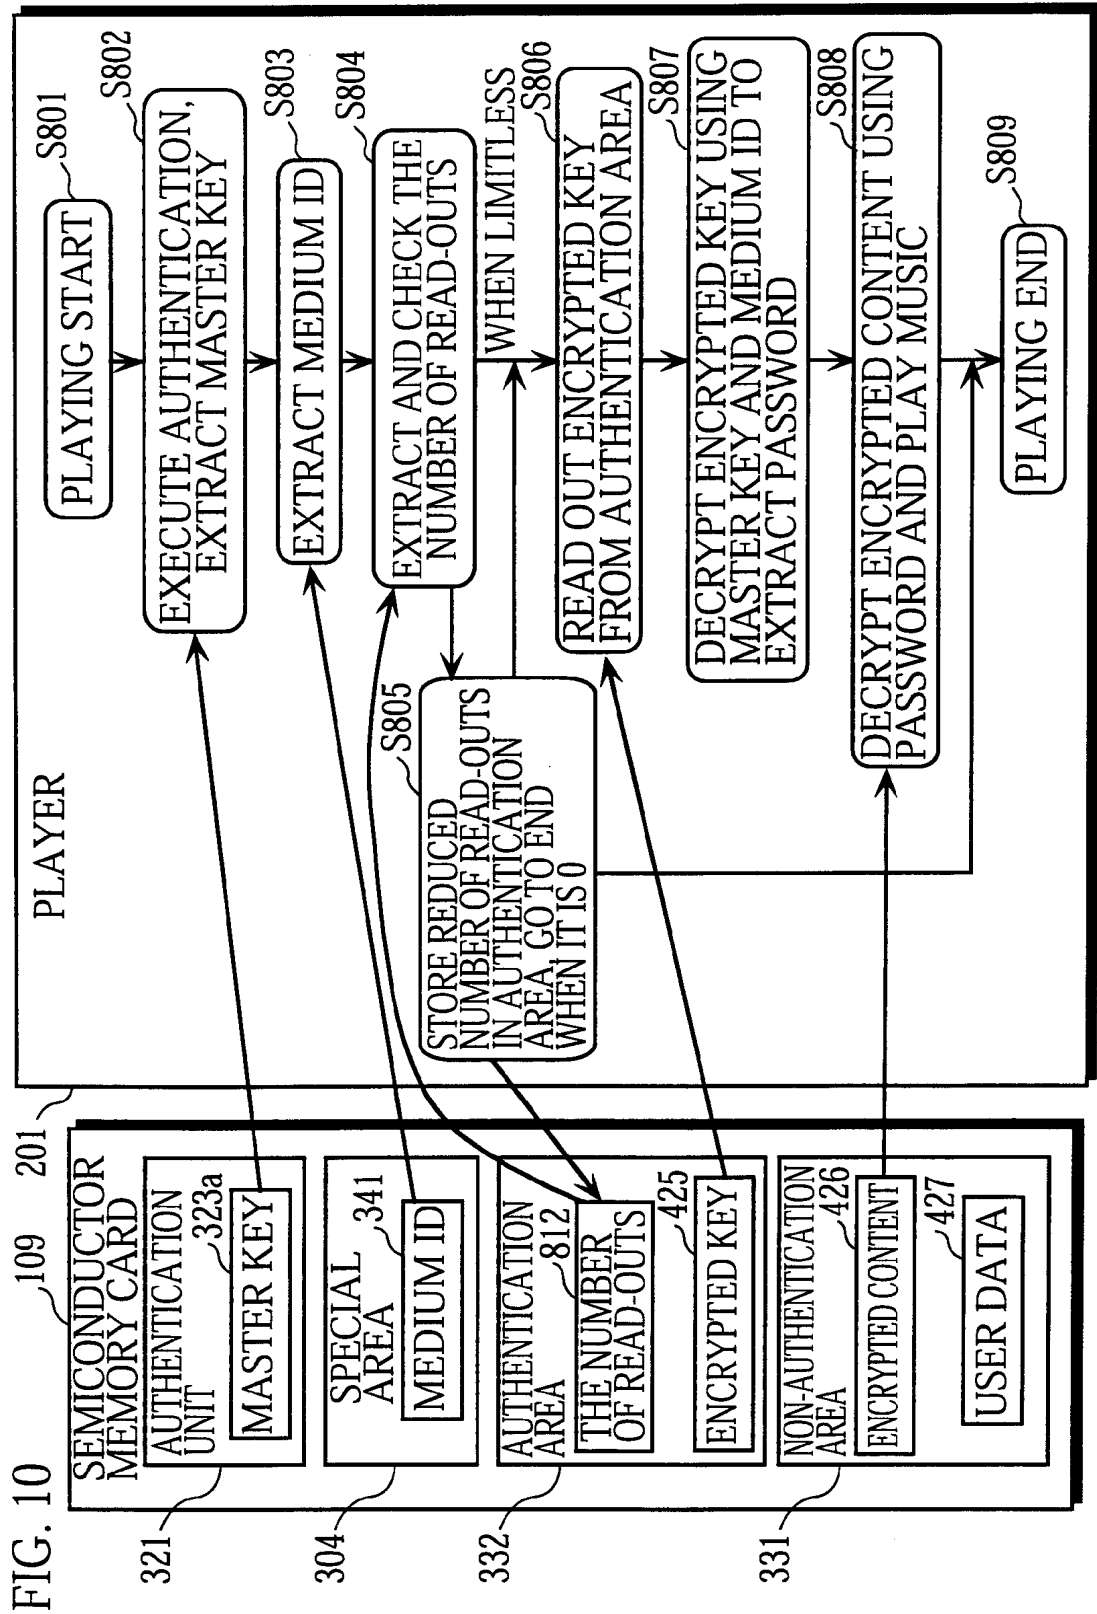 FIG. 10
109
SEMICONDUCTOR
MEMORY CARD
321
AUTHENTICATION
UNIT
323a
MASTER KEY
304
SPECIAL
AREA
341
MEDIUM ID
332
AUTHENTICATION
AREA
812
THE NUMBER
OF READ-OUTS
425
ENCRYPTED KEY
331
NON-AUTHENTICATION
AREA
426
ENCRYPTED CONTENT
427
USER DATA
201
PLAYER
S801
PLAYING START
S802
EXECUTE AUTHENTICATION,
EXTRACT MASTER KEY
S803
EXTRACT MEDIUM ID
S804
EXTRACT AND CHECK THE
NUMBER OF READ-OUTS
WHEN LIMITLESS
S805
STORE REDUCED
NUMBER OF READ-OUTS
IN AUTHENTICATION
AREA, GO TO END
WHEN IT IS 0
S806
READ OUT ENCRYPTED KEY
FROM AUTHENTICATION AREA
S807
DECRYPT ENCRYPTED KEY USING
MASTER KEY AND MEDIUM ID TO
EXTRACT PASSWORD
S808
DECRYPT ENCRYPTED CONTENT USING
PASSWORD AND PLAY MUSIC
S809
PLAYING END